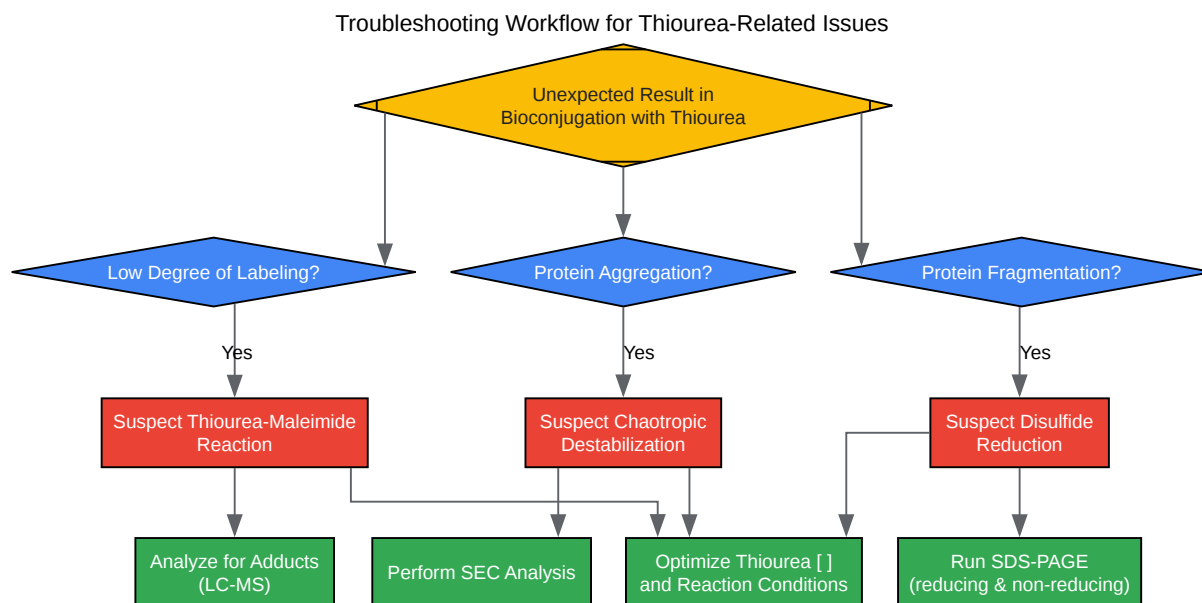 Troubleshooting Workflow for Thiourea-Related Issues
Unexpected Result in
Bioconjugation with Thiourea
Low Degree of Labeling?
Protein Aggregation?
Protein Fragmentation?
Yes
Yes
Yes
Suspect Thiourea-Maleimide
Reaction
Suspect Chaotropic
Destabilization
Suspect Disulfide
Reduction
Analyze for Adducts
(LC-MS)
Perform SEC Analysis
Optimize Thiourea [ ]
and Reaction Conditions
Run SDS-PAGE
(reducing & non-reducing)